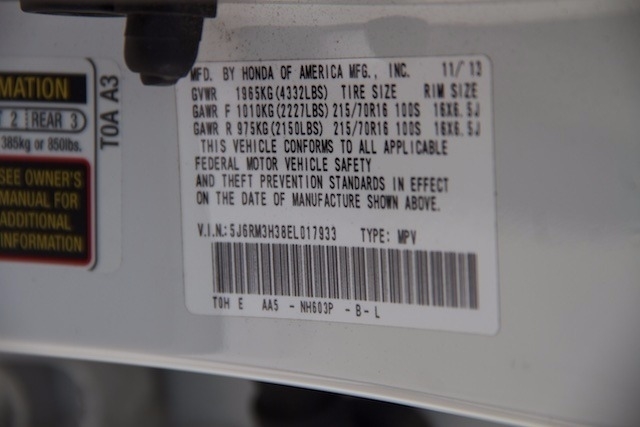 MATION
T 2 REAR 3
385kg or 850lbs.
SEE OWNER'S
MANUAL FOR
ADDITIONAL
INFORMATION
TOA A3
MFD. BY HONDA OF AMERICA MFG., INC. 11/13
GVWR 1965KG(4332LBS) TIRE SIZE RIM SIZE
GAWR F 1010KG(2227LBS) 215/70R16 100S 16X6.5J
GAWR R 975KG(2150LBS) 215/70R16 100S 16X6.5J
THIS VEHICLE CONFORMS TO ALL APPLICABLE
FEDERAL MOTOR VEHICLE SAFETY
AND THEFT PREVENTION STANDARDS IN EFFECT
ON THE DATE OF MANUFACTURE SHOWN ABOVE.
V.I.N.:5J6RM3H38EL017933 TYPE: MPV
TOH E AA5 - NH603P - B - L